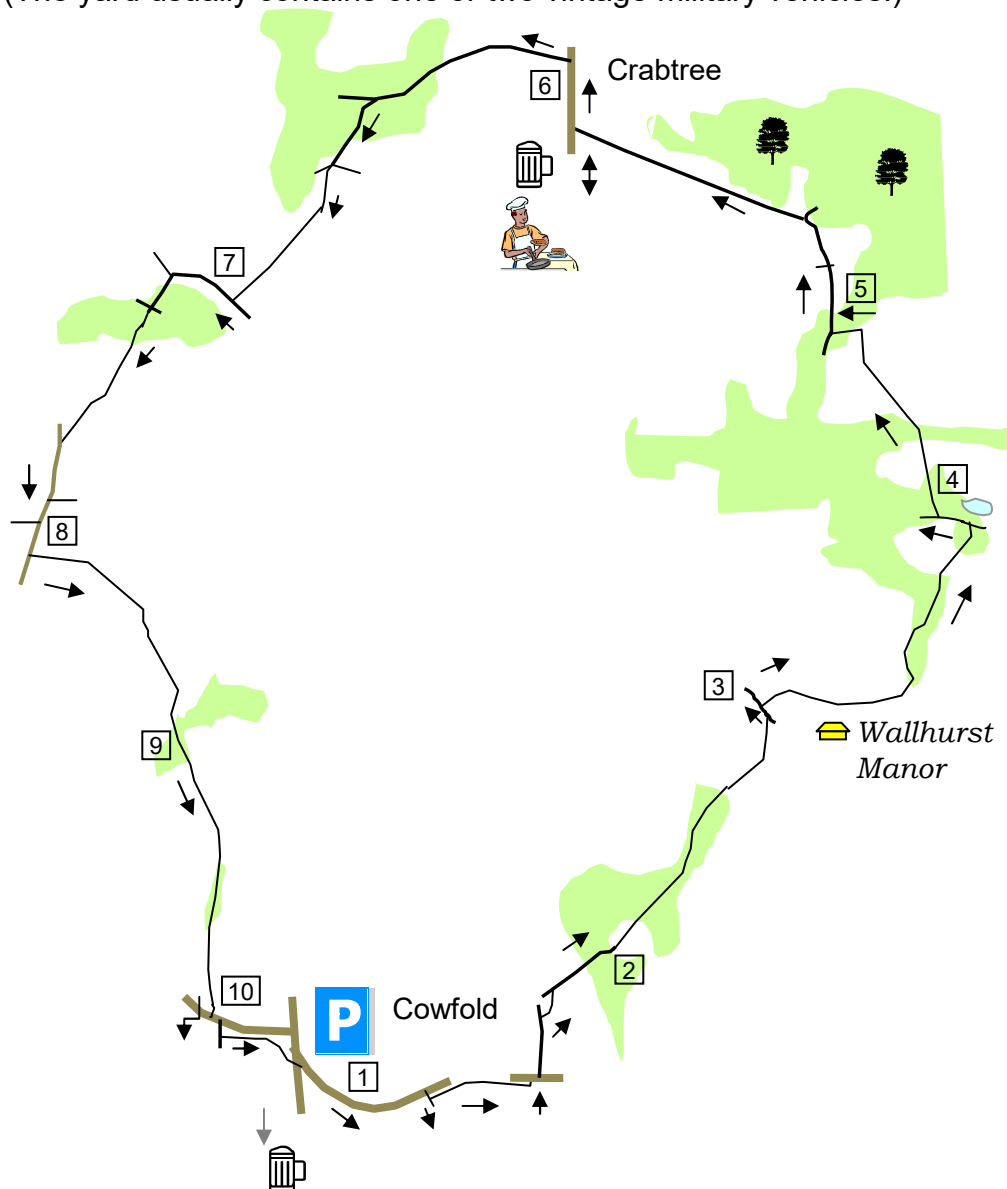 (The yard usually contains one or two vintage military vehicles.)
6
Crabtree
7
5
4
8
3
Wallhurst
Manor
9
2
10
P
Cowfold
1